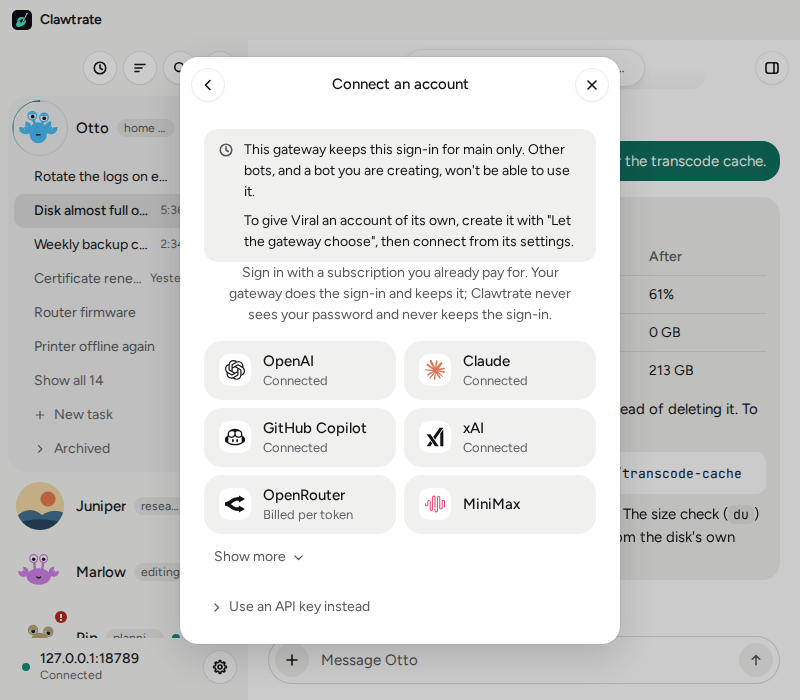 Clawtrate
Connect an account
This gateway keeps this sign-in for main only. Other
bots, and a bot you are creating, won't be able to use
it.
To give Viral an account of its own, create it with "Let
the gateway choose", then connect from its settings.
Sign in with a subscription you already pay for. Your
gateway does the sign-in and keeps it; Clawtrate never
sees your password and never keeps the sign-in.
OpenAI
Connected
Claude
Connected
GitHub Copilot
Connected
xAI
Connected
OpenRouter
Billed per token
MiniMax
Show more
Use an API key instead
Otto
home ...
Rotate the logs on e...
Disk almost full o...
Weekly backup c...
Certificate rene...
Router firmware
Printer offline again
Show all 14
New task
Archived
Juniper
resea...
Marlow
editing
Pip
127.0.0.1:18789
Connected
the transcode cache.
After
61%
0 GB
213 GB
ead of deleting it. To
transcode-cache
The size check ( du )
om the disk's own
Message Otto